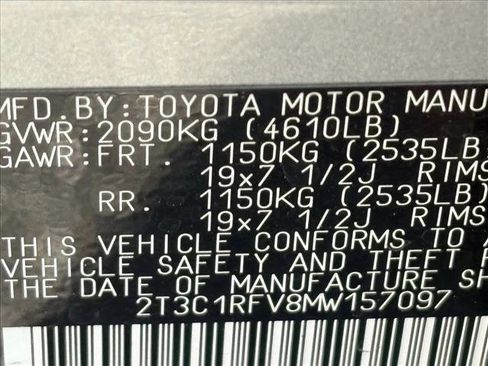 MFD.BY:TOYOTA MOTOR MANU
GVWR:2090KG (4610LB)
GAWR:FRT. 1150KG (2535LB
19x7 1/2J RIMS
RR. 1150KG (2535LB
19x7 1/2J RIMS
THIS VEHICLE CONFORMS TO A
VEHICLE SAFETY AND THEFT P
THE DATE OF MANUFACTURE SH
2T3C1RFV8MW157097